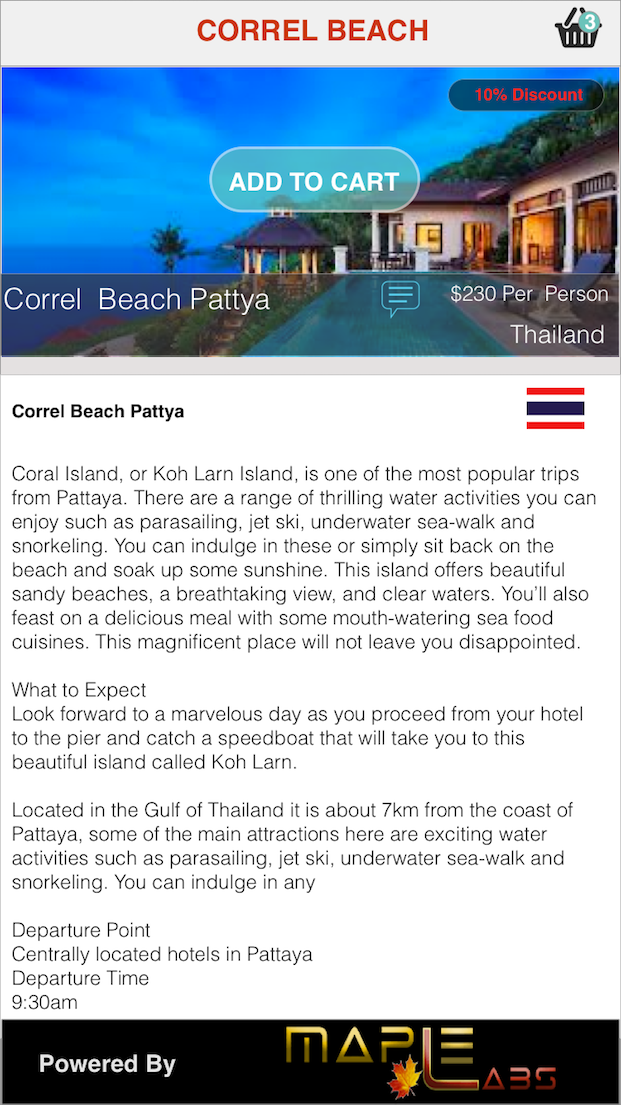 CORREL BEACH
3
10% Discount
ADD TO CART
Correl Beach Pattya
$230 Per Person
Thailand
Correl Beach Pattya
Coral Island, or Koh Larn Island, is one of the most popular trips
from Pattaya. There are a range of thrilling water activities you can
enjoy such as parasailing, jet ski, underwater sea-walk and
snorkeling. You can indulge in these or simply sit back on the
beach and soak up some sunshine. This island offers beautiful
sandy beaches, a breathtaking view, and clear waters. You'll also
feast on a delicious meal with some mouth-watering sea food
cuisines. This magnificent place will not leave you disappointed.
What to Expect
Look forward to a marvelous day as you proceed from your hotel
to the pier and catch a speedboat that will take you to this
beautiful island called Koh Larn.
Located in the Gulf of Thailand it is about 7km from the coast of
Pattaya, some of the main attractions here are exciting water
activities such as parasailing, jet ski, underwater sea-walk and
snorkeling. You can indulge in any
Departure Point
Centrally located hotels in Pattaya
Departure Time
9:30am
Powered By
MAPLE
LABS